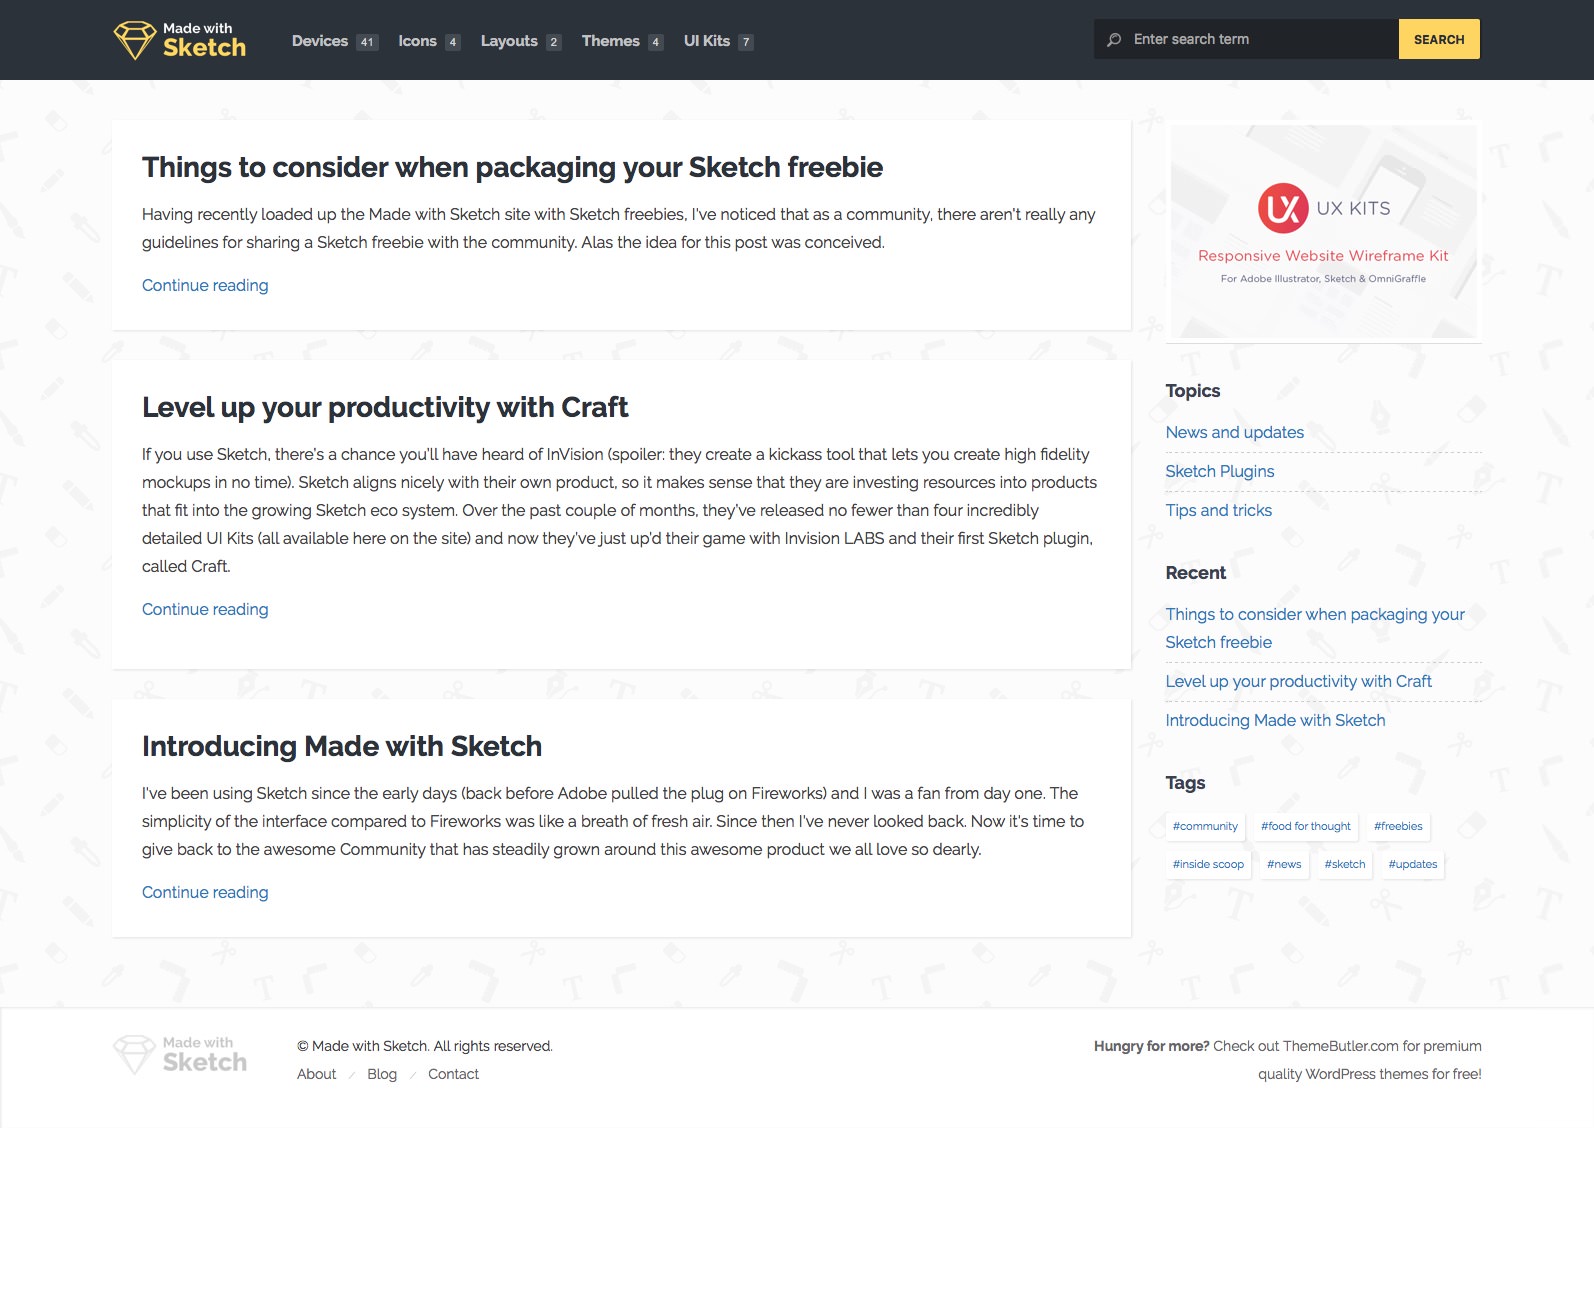 Made with
Sketch
Devices 41 Icons 4 Layouts 2 Themes 4 UI Kits 7
Enter search term
SEARCH
Things to consider when packaging your Sketch freebie
Having recently loaded up the Made with Sketch site with Sketch freebies, I've noticed that as a community, there aren't really any
guidelines for sharing a Sketch freebie with the community. Alas the idea for this post was conceived.
Continue reading
Level up your productivity with Craft
If you use Sketch, there's a chance you'll have heard of InVision (spoiler: they create a kickass tool that lets you create high fidelity
mockups in no time). Sketch aligns nicely with their own product, so it makes sense that they are investing resources into products
that fit into the growing Sketch eco system. Over the past couple of months, they've released no fewer than four incredibly
detailed UI Kits (all available here on the site) and now they've just up'd their game with Invision LABS and their first Sketch plugin,
called Craft.
Continue reading
Introducing Made with Sketch
I've been using Sketch since the early days (back before Adobe pulled the plug on Fireworks) and I was a fan from day one. The
simplicity of the interface compared to Fireworks was like a breath of fresh air. Since then I've never looked back. Now it's time to
give back to the awesome Community that has steadily grown around this awesome product we all love so dearly.
Continue reading
UX UX KITS
Responsive Website Wireframe Kit
For Adobe Illustrator, Sketch & OmniGraffle
Topics
News and updates
Sketch Plugins
Tips and tricks
Recent
Things to consider when packaging your
Sketch freebie
Level up your productivity with Craft
Introducing Made with Sketch
Tags
#community #food for thought #freebies
#inside scoop #news #sketch #updates
Made with
Sketch
© Made with Sketch. All rights reserved.
About / Blog / Contact
Hungry for more? Check out ThemeButler.com for premium
quality WordPress themes for free!